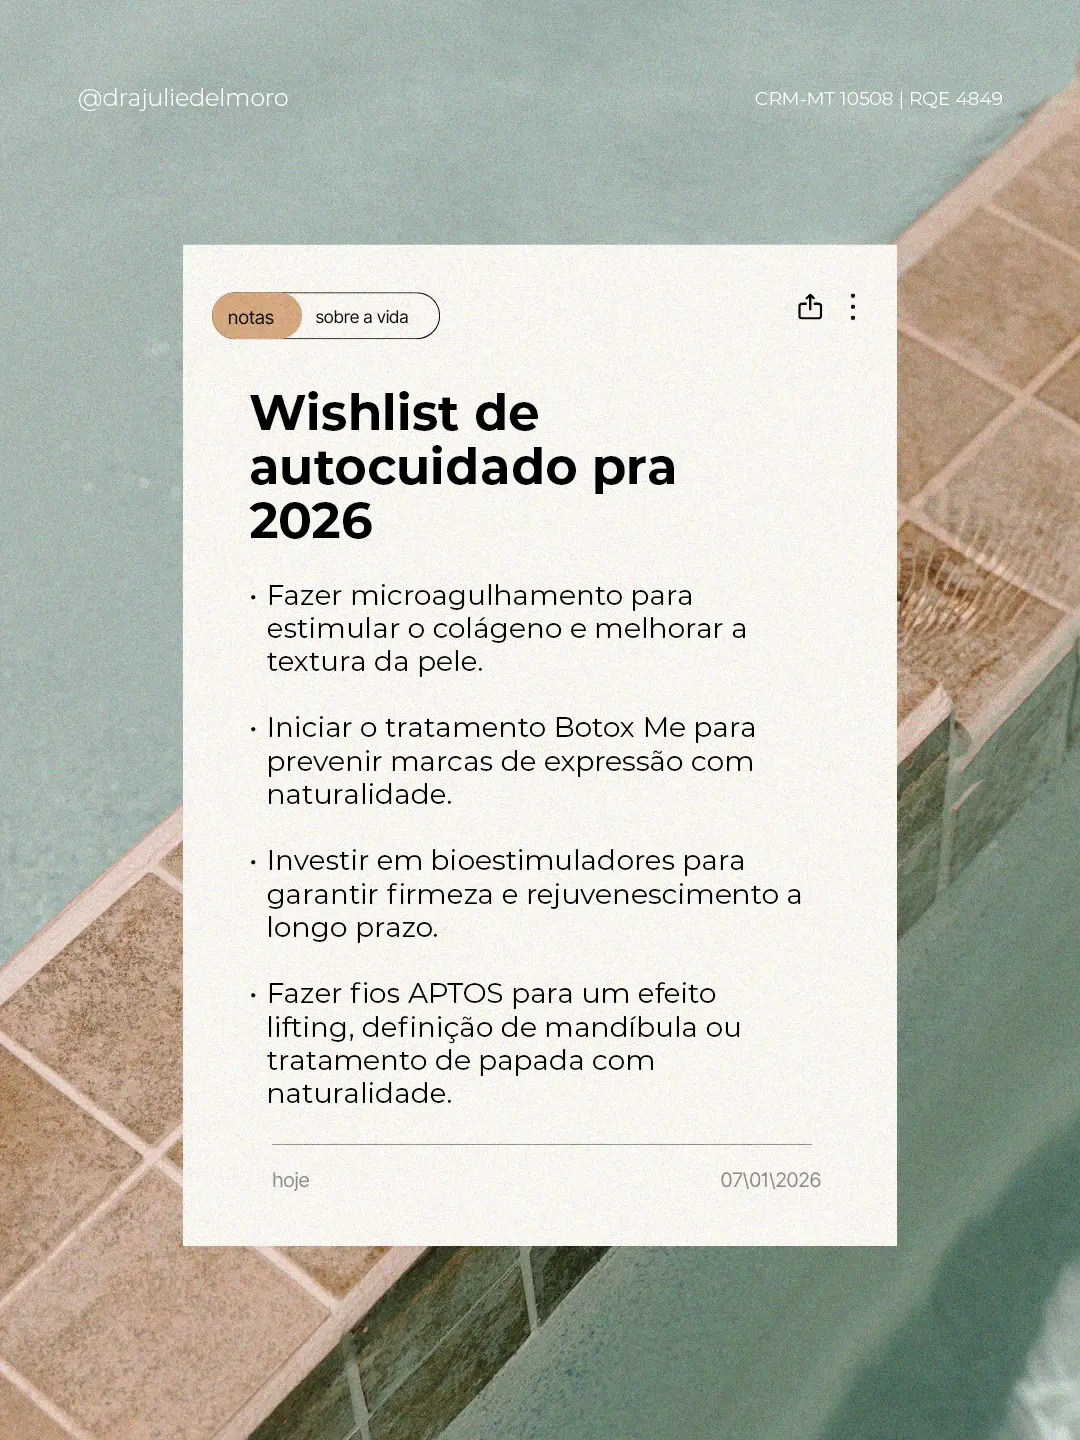 @drajuliedelmoro
CRM-MT 10508 | RQE 4849
notas
sobre a vida
Wishlist de
autocuidado pra
2026
• Fazer microagulhamento para
estimular o colágeno e melhorar a
textura da pele.
• Iniciar o tratamento Botox Me para
prevenir marcas de expressão com
naturalidade.
• Investir em bioestimuladores para
garantir firmeza e rejuvenescimento a
longo prazo.
• Fazer fios APTOS para um efeito
lifting, definição de mandíbula ou
tratamento de papada com
naturalidade.
hoje
07\01\2026